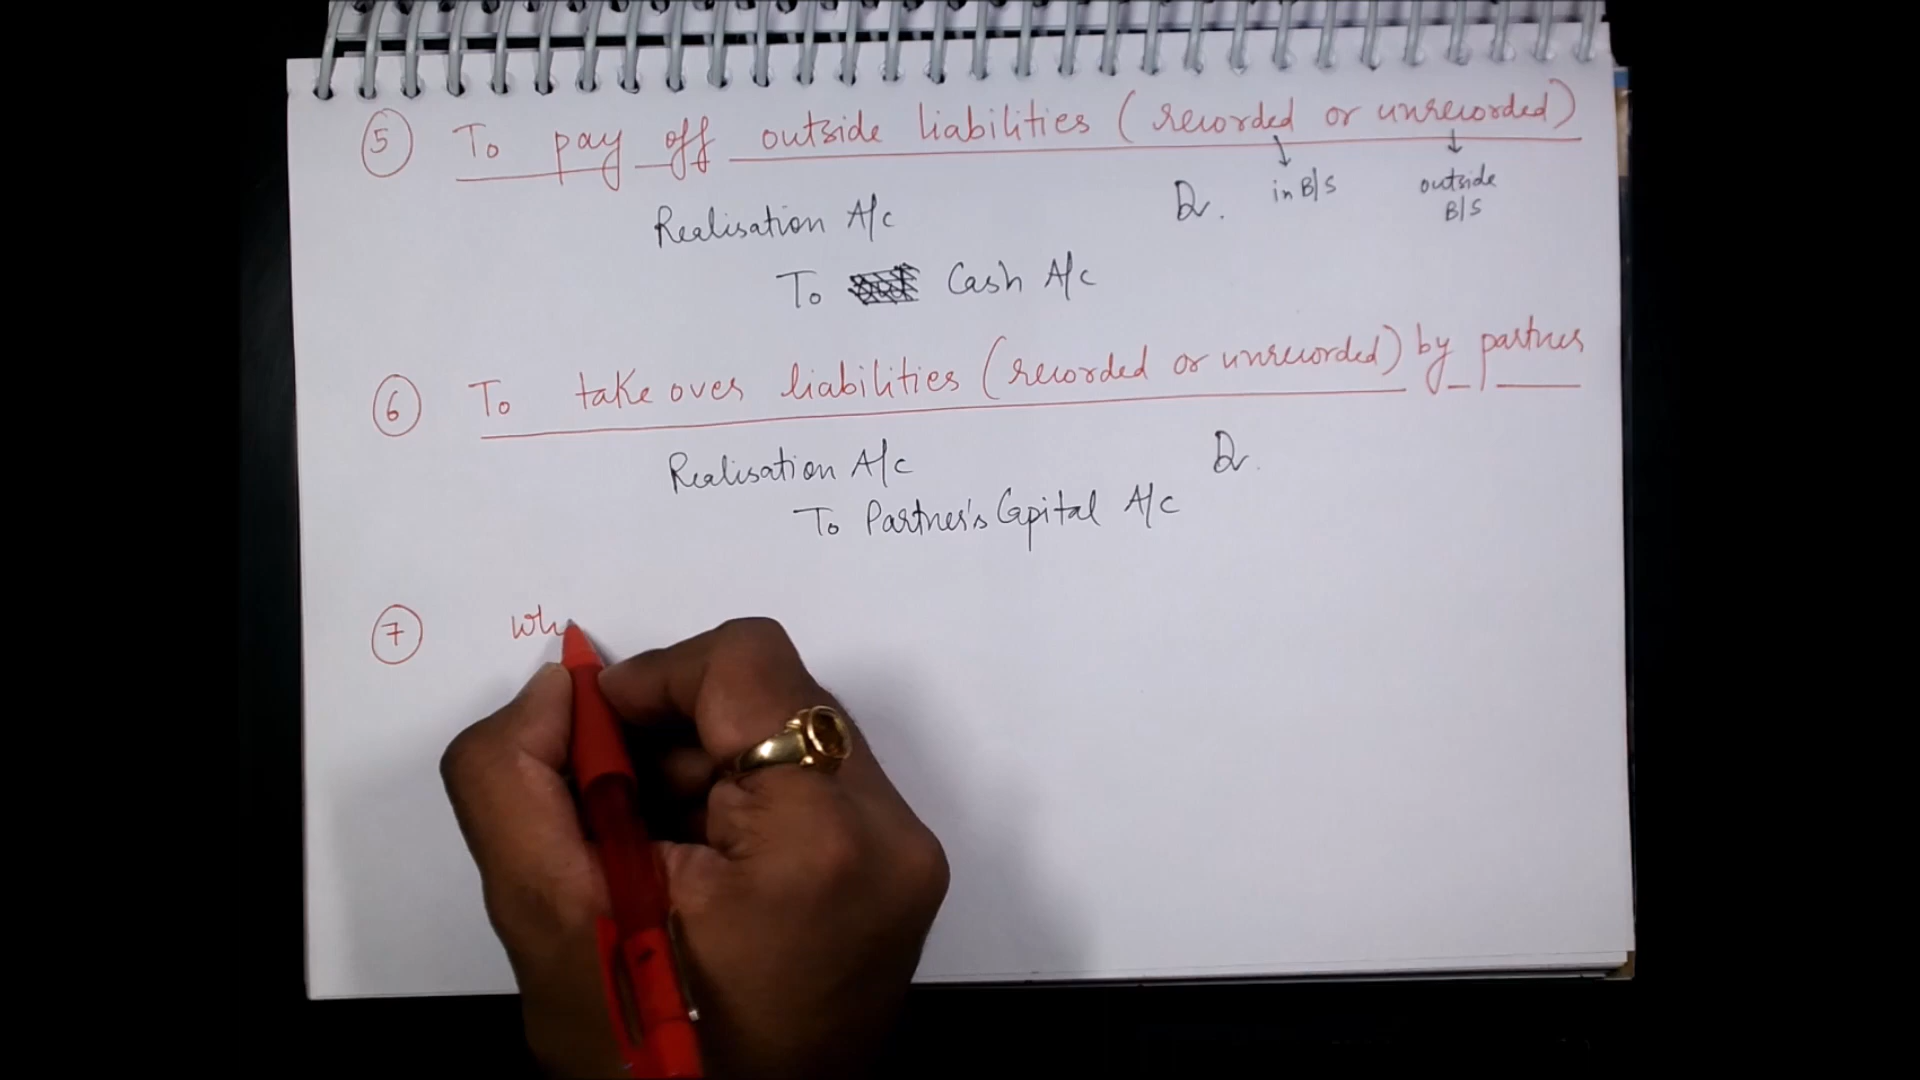 5 To pay off outside liabilities (recorded or unrecorded)
in B/S outside B/S
Realisation A/c Dr.
To Cash A/c
6 To take over liabilities (recorded or unrecorded) by partner
Realisation A/c Dr.
To Partner's Capital A/c
7 Wh